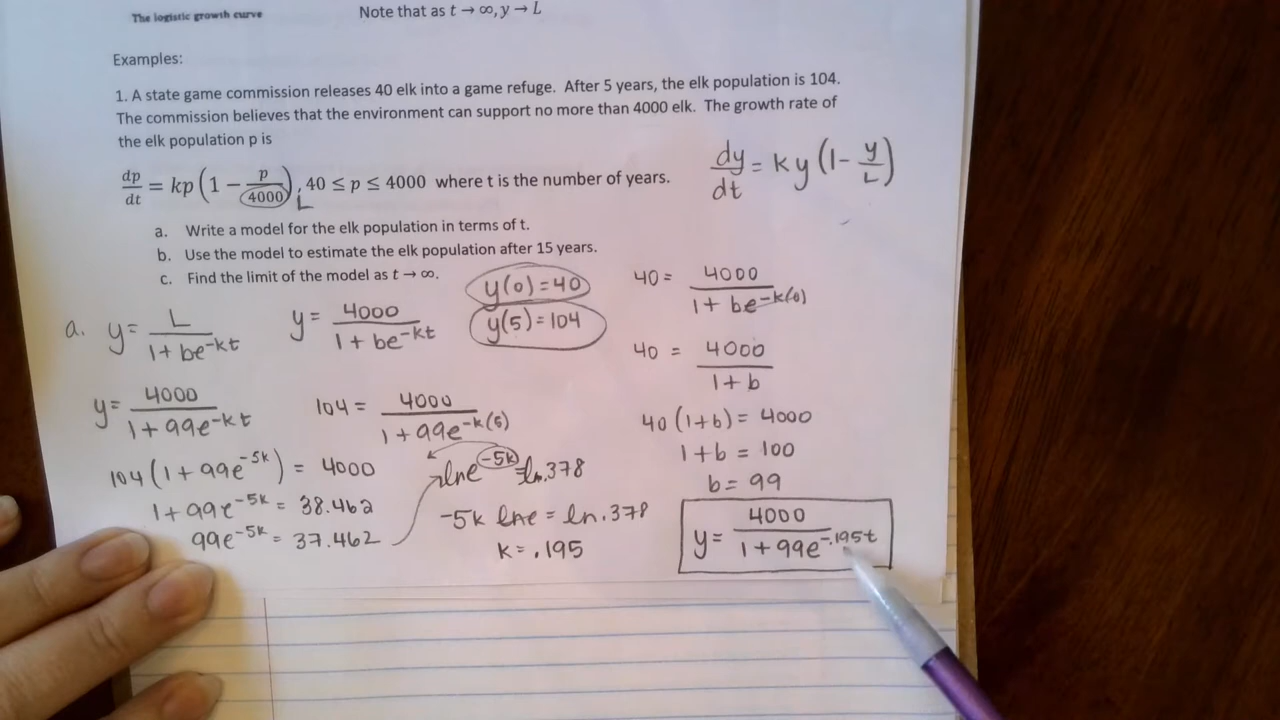 The logistic growth curve
Note that as t → ∞, y → L
Examples:
1. A state game commission releases 40 elk into a game refuge. After 5 years, the elk population is 104.
The commission believes that the environment can support no more than 4000 elk. The growth rate of
the elk population p is
dp/dt = kp(1 − p/4000), 40 ≤ p ≤ 4000 where t is the number of years.
L
dy/dt = ky(1 - y/L)
a. Write a model for the elk population in terms of t.
b. Use the model to estimate the elk population after 15 years.
c. Find the limit of the model as t → ∞.
a. y = L/(1 + be^-kt)
y = 4000/(1 + be^-kt)
y(0) = 40
y(5) = 104
40 = 4000/(1 + be^-k(0))
40 = 4000/(1 + b)
40(1+b) = 4000
1+b = 100
b = 99
y = 4000/(1 + 99e^-kt)
104 = 4000/(1 + 99e^-k(5))
104(1 + 99e^-5k) = 4000
1 + 99e^-5k = 38.462
99e^-5k = 37.462
lne^-5k = ln.378
-5k lne = ln.378
k = .195
y = 4000/(1 + 99e^-.195t)